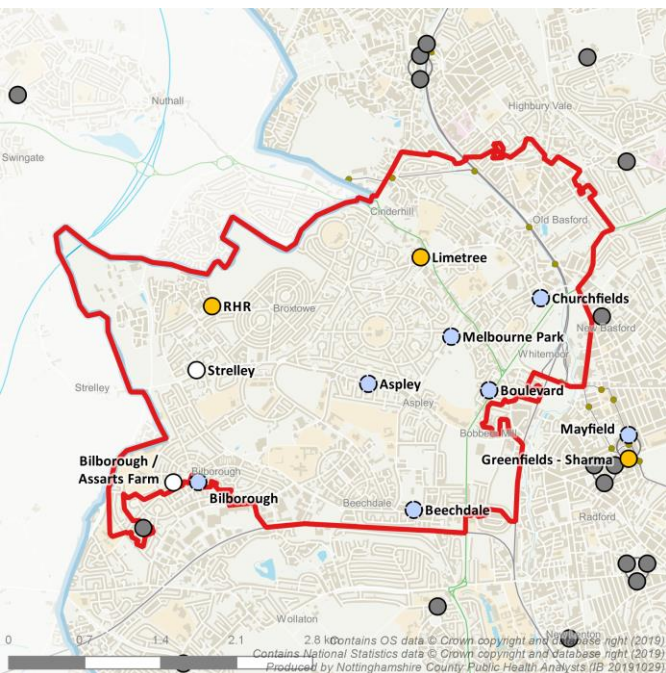 Nuthall
Highbury Vale
Swingate
Cinderhill
Old Basford
Limetree
RHR
Broxtowe
Churchfields
New Basford
Melbourne Park
Whitemoor
Strelley
Strelley
Aspley
Aspley
Boulevard
Mayfield
Bobbers Mill
Bilborough /
Assarts Farm
Bilborough
Bilborough
Greenfields - Sharma
Beechdale
Beechdale
Radford
Wollaton
0 0.7 1.4 2.1 2.8 km
Contains OS data © Crown copyright and database right (2019)
Contains National Statistics data © Crown copyright and database right (2019)
Produced by Nottinghamshire County Public Health Analysts (IB 20191029)